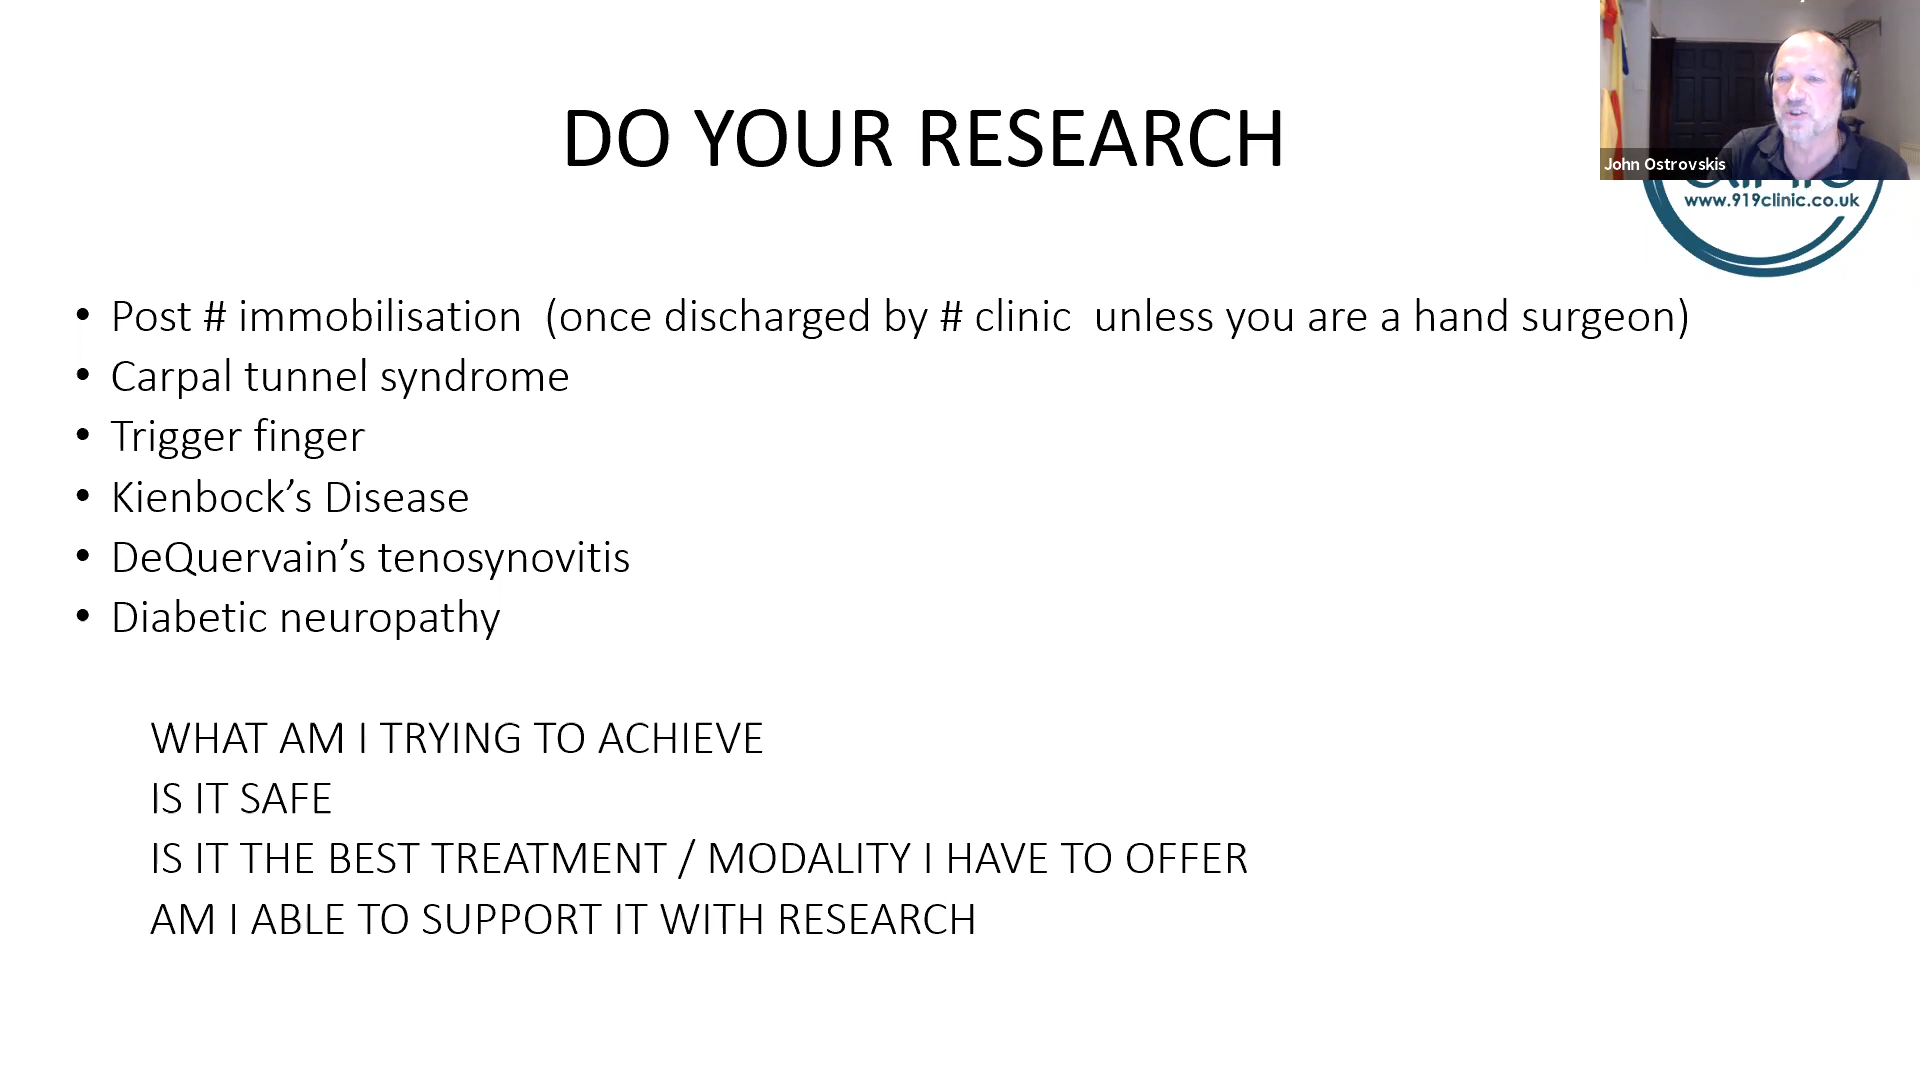 DO YOUR RESEARCH
John Ostrovskis
www.919clinic.co.uk
• Post # immobilisation  (once discharged by # clinic  unless you are a hand surgeon)
• Carpal tunnel syndrome
• Trigger finger
• Kienbock’s Disease
• DeQuervain’s tenosynovitis
• Diabetic neuropathy
WHAT AM I TRYING TO ACHIEVE
IS IT SAFE
IS IT THE BEST TREATMENT / MODALITY I HAVE TO OFFER
AM I ABLE TO SUPPORT IT WITH RESEARCH